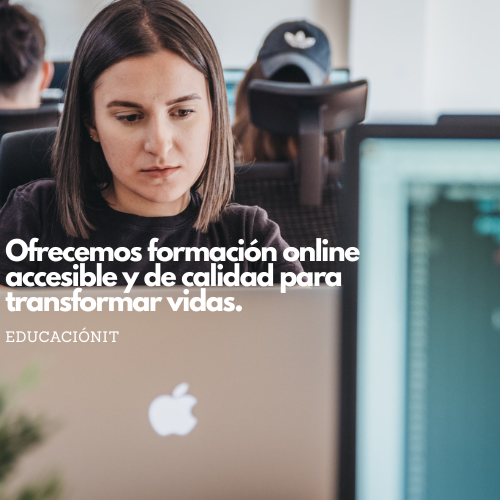 Ofrecemos formación online
accesible y de calidad para
transformar vidas.
EDUCACIÓNIT